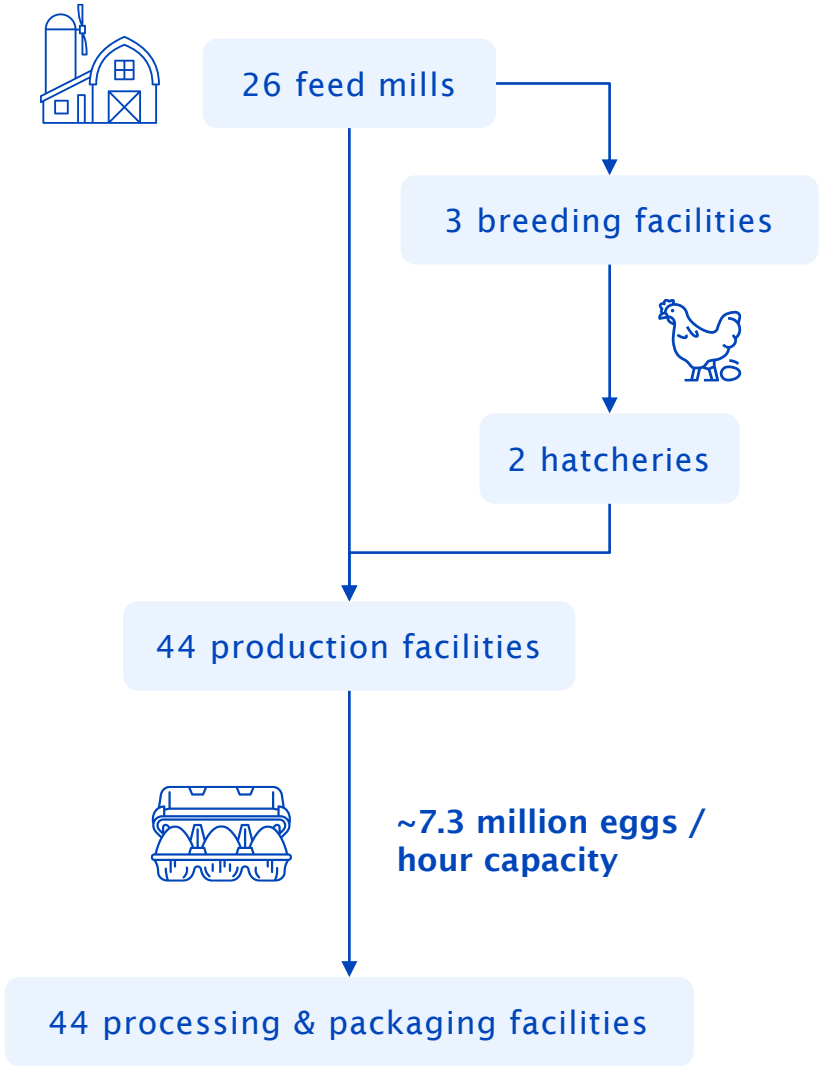 26 feed mills
3 breeding facilities
2 hatcheries
44 production facilities
~7.3 million eggs /
hour capacity
44 processing & packaging facilities